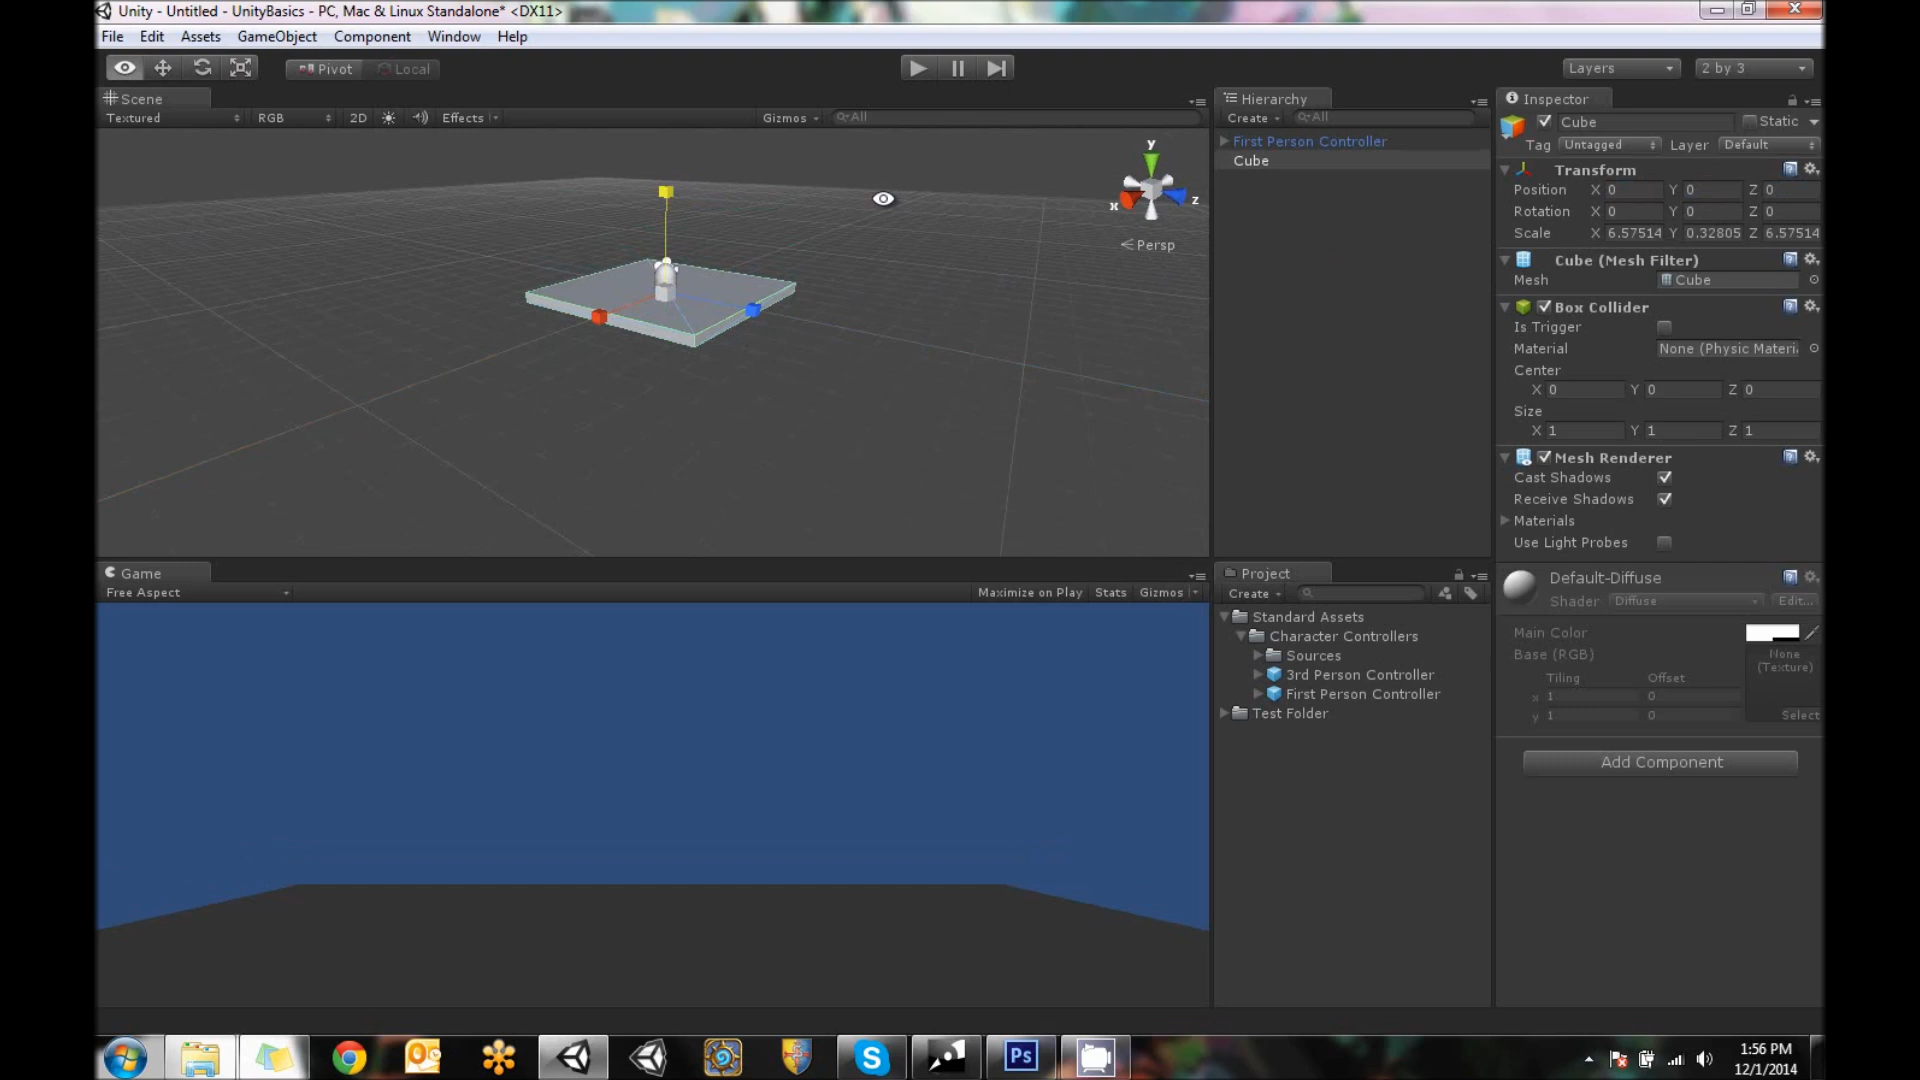 Unity - Untitled - UnityBasics - PC, Mac & Linux Standalone* <DX11>
File Edit Assets GameObject Component Window Help
Pivot Local Layers 2 by 3
Scene
Textured RGB 2D Effects Gizmos All
y
x
z
Persp
Hierarchy
Create All
First Person Controller
Cube
Inspector
Cube Static
Tag Untagged Layer Default
Transform
Position X 0 Y 0 Z 0
Rotation X 0 Y 0 Z 0
Scale X 6.57514 Y 0.32805 Z 6.57514
Cube (Mesh Filter)
Mesh Cube
Box Collider
Is Trigger
Material None (Physic Materi
Center
X 0 Y 0 Z 0
Size
X 1 Y 1 Z 1
Mesh Renderer
Cast Shadows
Receive Shadows
Materials
Use Light Probes
Default-Diffuse
Shader Diffuse Edit...
Main Color
Base (RGB)
None
(Texture)
Tiling Offset
x 1 0
y 1 0
Select
Add Component
Game
Free Aspect Maximize on Play Stats Gizmos
Project
Create
Standard Assets
Character Controllers
Sources
3rd Person Controller
First Person Controller
Test Folder
Ps
S
1:56 PM
12/1/2014